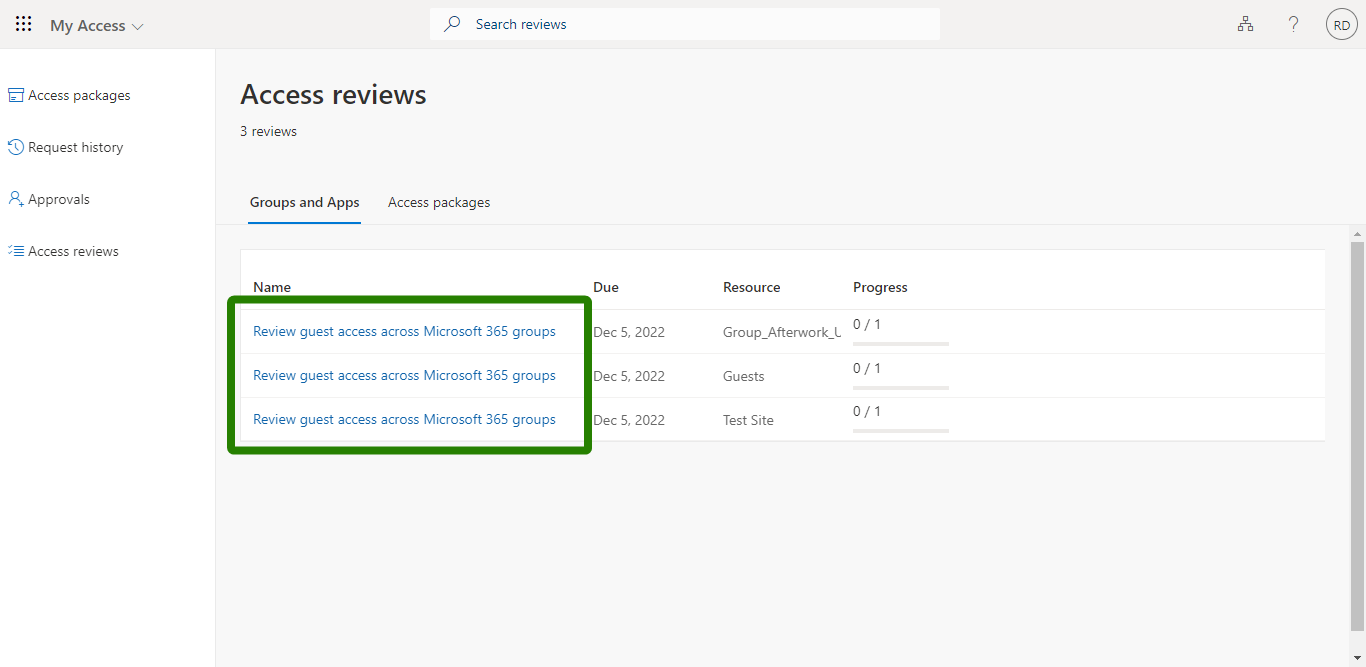 My Access
Search reviews
?
RD
Access packages
Request history
Approvals
Access reviews
Access reviews
3 reviews
Groups and Apps Access packages
Name Due Resource Progress
Review guest access across Microsoft 365 groups Dec 5, 2022 Group_Afterwork_U 0 / 1
Review guest access across Microsoft 365 groups Dec 5, 2022 Guests 0 / 1
Review guest access across Microsoft 365 groups Dec 5, 2022 Test Site 0 / 1